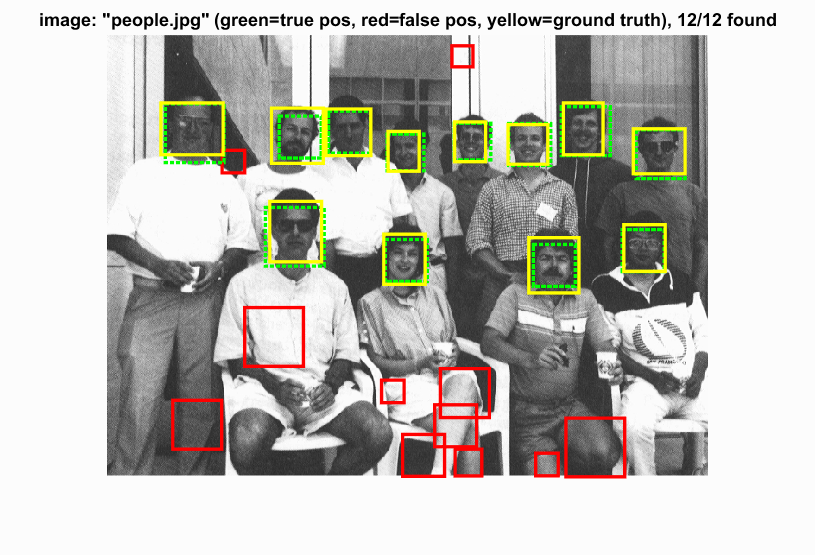 image: "people.jpg" (green=true pos, red=false pos, yellow=ground truth), 12/12 found